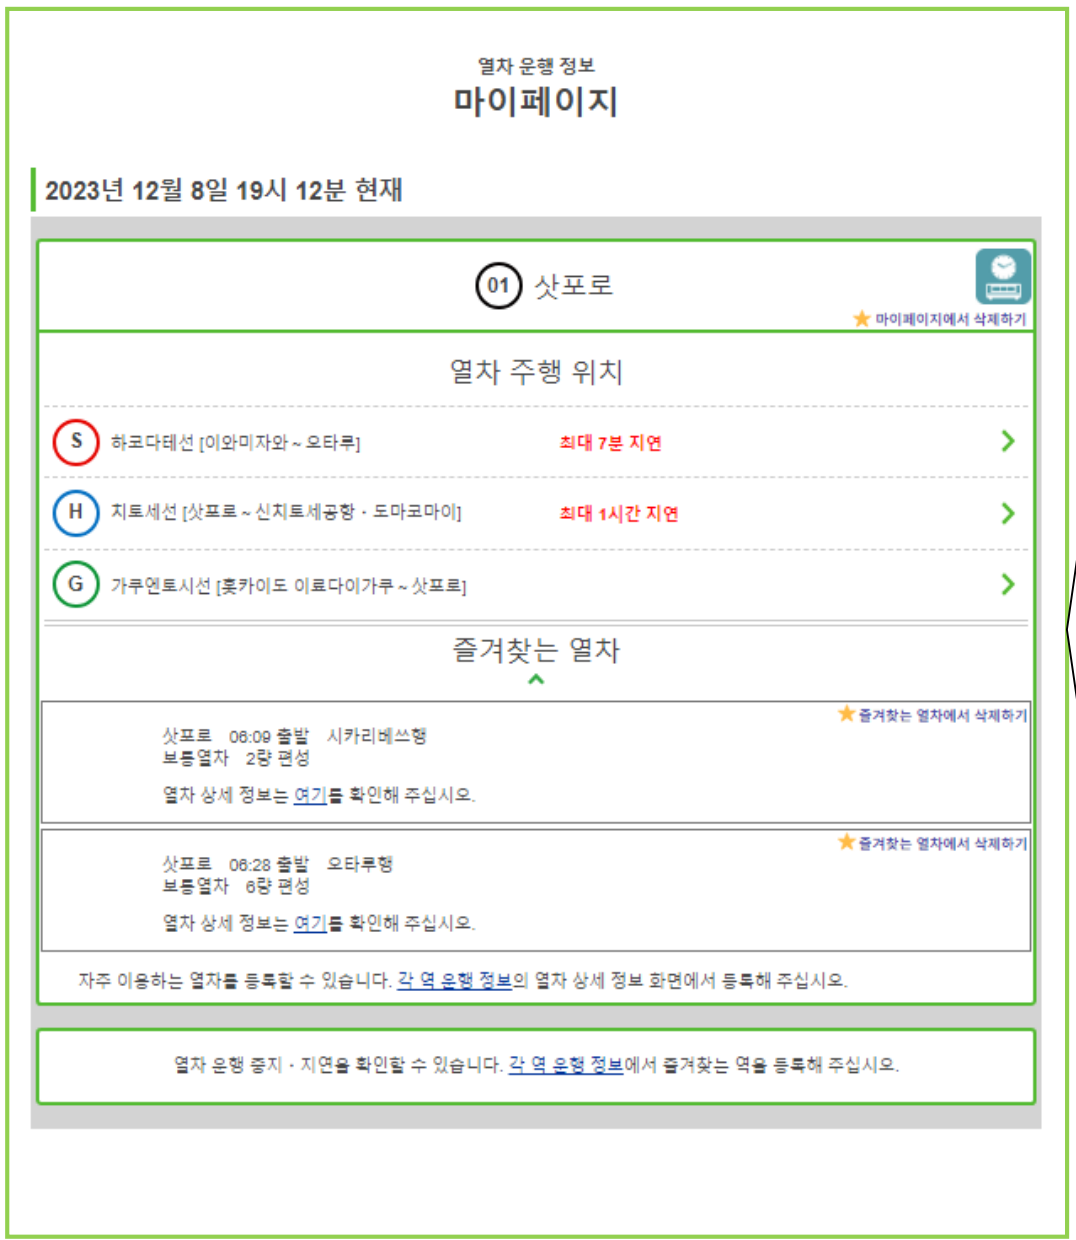 열차 운행 정보
마이페이지
2023년 12월 8일 19시 12분 현재
01 삿포로
마이페이지에서 삭제하기
열차 주행 위치
S 하코다테선 [이와미자와 ~ 오타루] 최대 7분 지연
H 치토세선 [삿포로 ~ 신치토세공항・도마코마이] 최대 1시간 지연
G 가쿠엔토시선 [홋카이도 이료다이가쿠 ~ 삿포로]
즐겨찾는 열차
즐겨찾는 열차에서 삭제하기
삿포로 06:09 출발 시카리베쓰행
보통열차 2량 편성
열차 상세 정보는 여기를 확인해 주십시오.
즐겨찾는 열차에서 삭제하기
삿포로 06:28 출발 오타루행
보통열차 6량 편성
열차 상세 정보는 여기를 확인해 주십시오.
자주 이용하는 열차를 등록할 수 있습니다. 각 역 운행 정보의 열차 상세 정보 화면에서 등록해 주십시오.
열차 운행 중지・지연을 확인할 수 있습니다. 각 역 운행 정보에서 즐겨찾는 역을 등록해 주십시오.